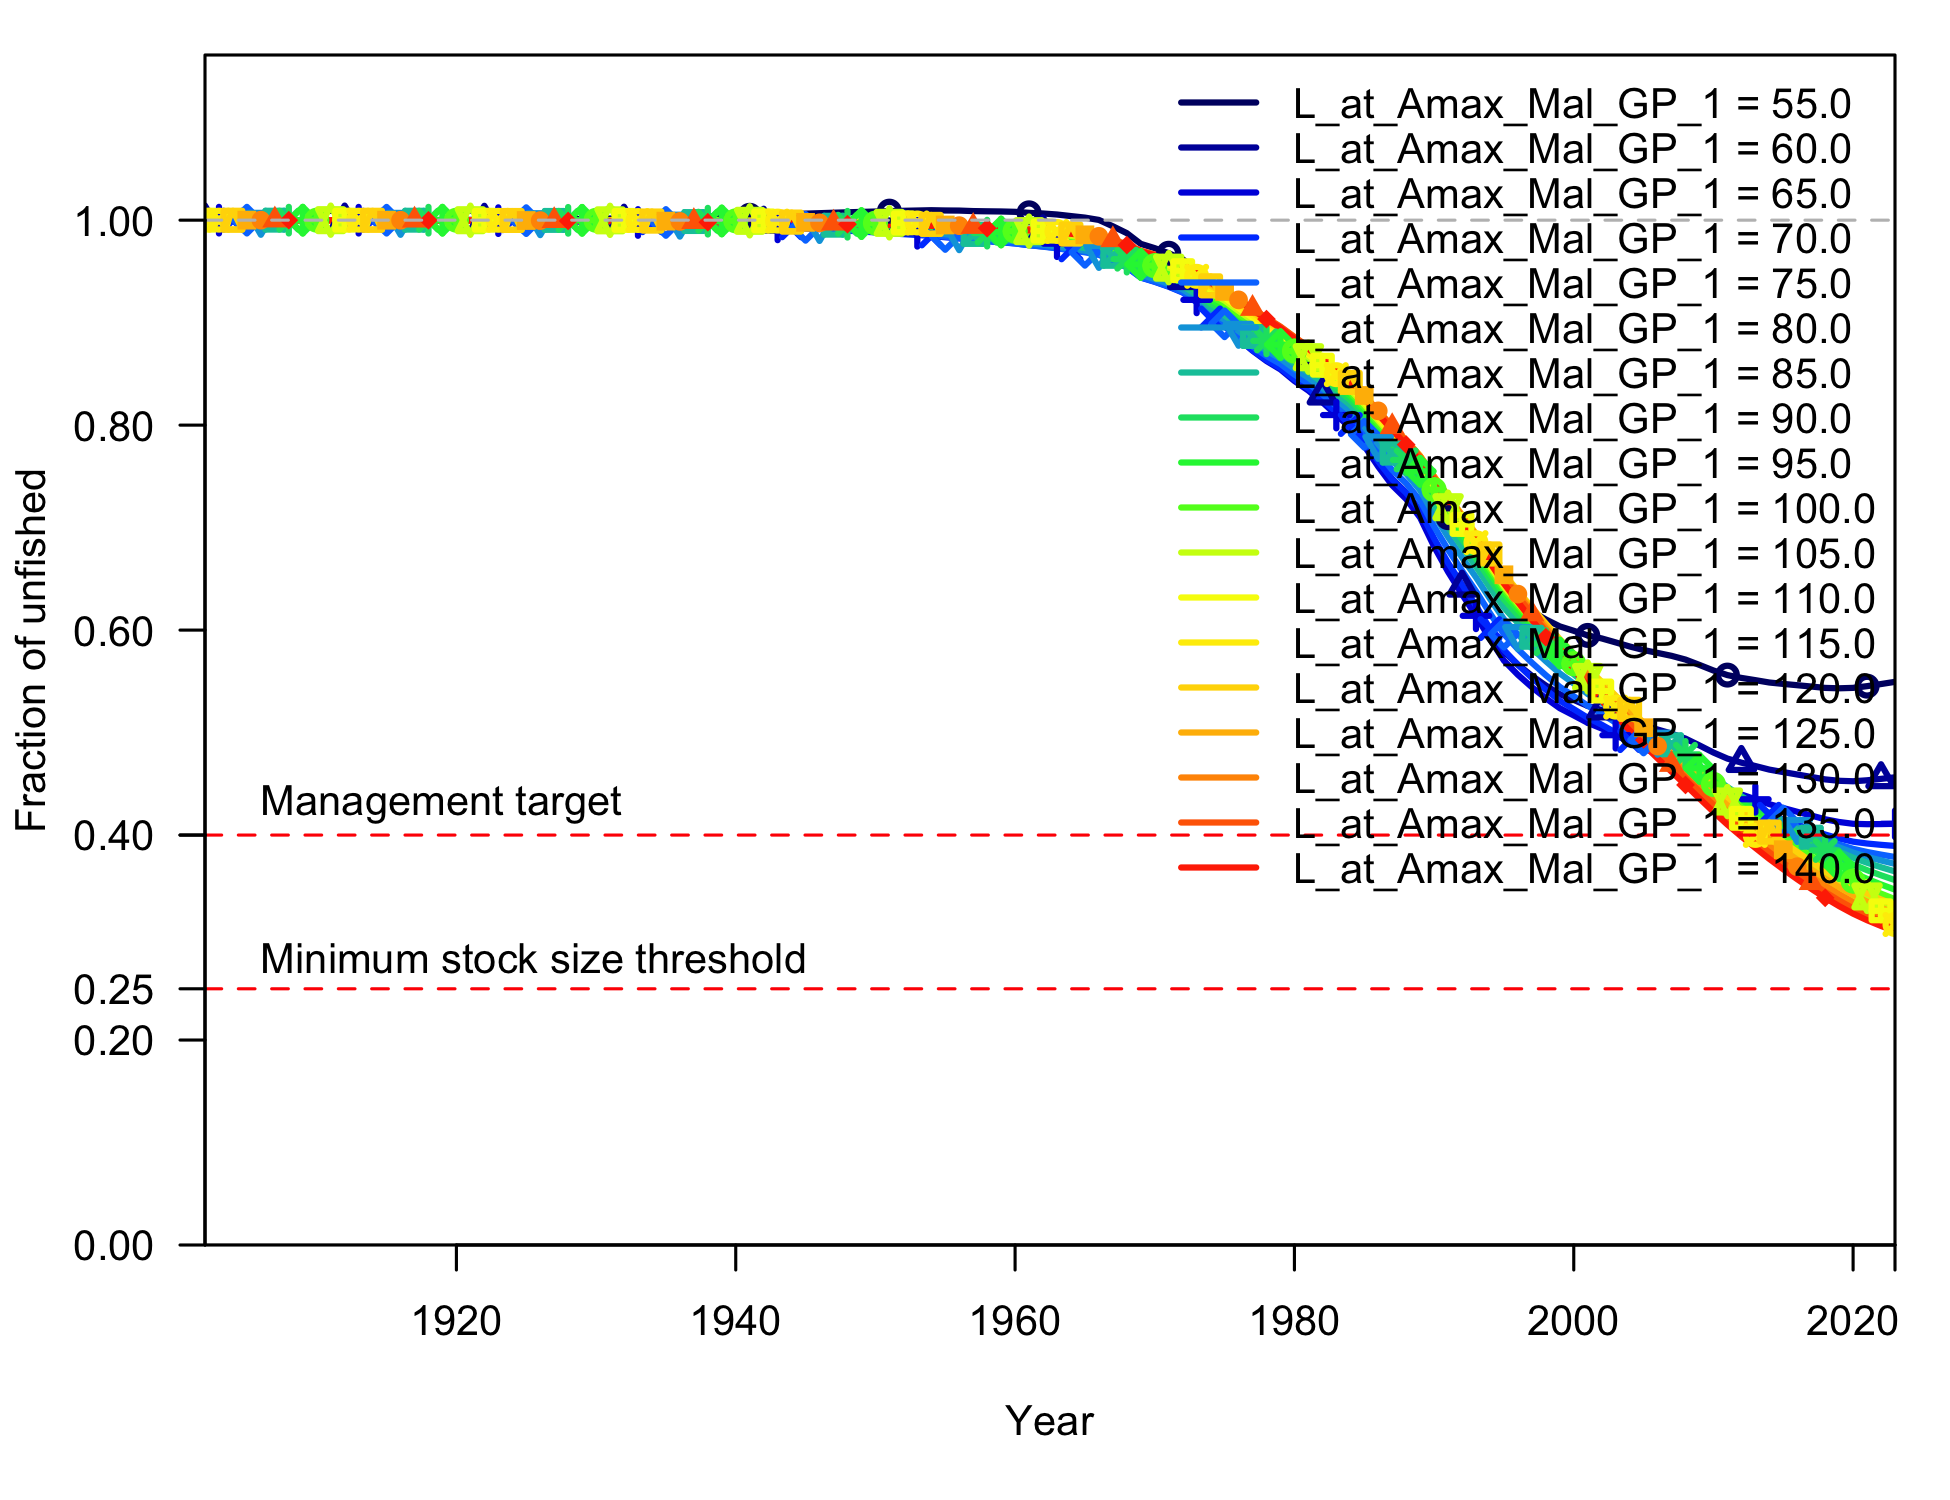 L_at_Amax_Mal_GP_1 = 55.0
L_at_Amax_Mal_GP_1 = 60.0
L_at_Amax_Mal_GP_1 = 65.0
L_at_Amax_Mal_GP_1 = 70.0
L_at_Amax_Mal_GP_1 = 75.0
L_at_Amax_Mal_GP_1 = 80.0
L_at_Amax_Mal_GP_1 = 85.0
L_at_Amax_Mal_GP_1 = 90.0
L_at_Amax_Mal_GP_1 = 95.0
L_at_Amax_Mal_GP_1 = 100.0
L_at_Amax_Mal_GP_1 = 105.0
L_at_Amax_Mal_GP_1 = 110.0
L_at_Amax_Mal_GP_1 = 115.0
L_at_Amax_Mal_GP_1 = 120.0
L_at_Amax_Mal_GP_1 = 125.0
L_at_Amax_Mal_GP_1 = 130.0
L_at_Amax_Mal_GP_1 = 135.0
L_at_Amax_Mal_GP_1 = 140.0
Management target
Minimum stock size threshold
1.00
0.80
0.60
0.40
0.25
0.20
0.00
Fraction of unfished
1920 1940 1960 1980 2000 2020
Year